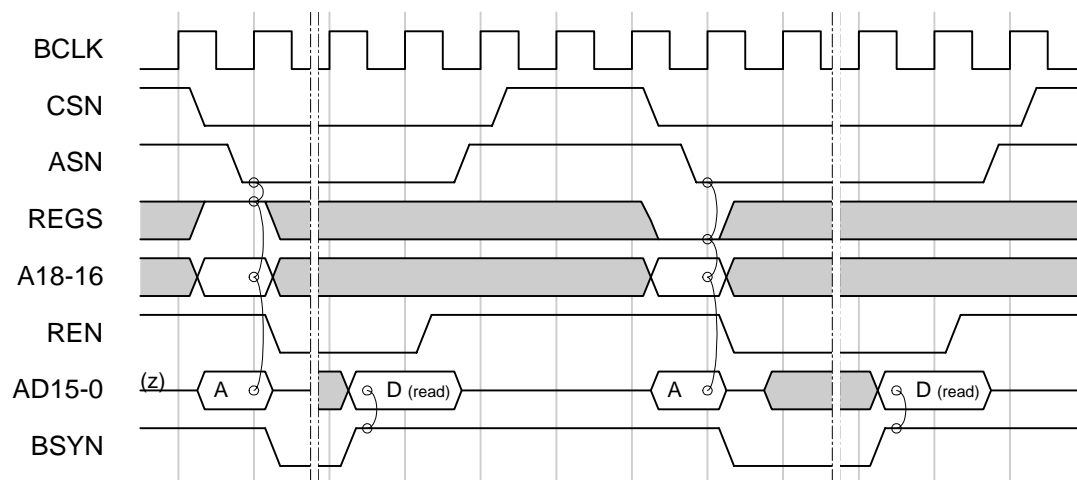 BCLK
CSN
ASN
REGS
A18-16
REN
AD15-0 (z) A D (read) A D (read)
BSYN